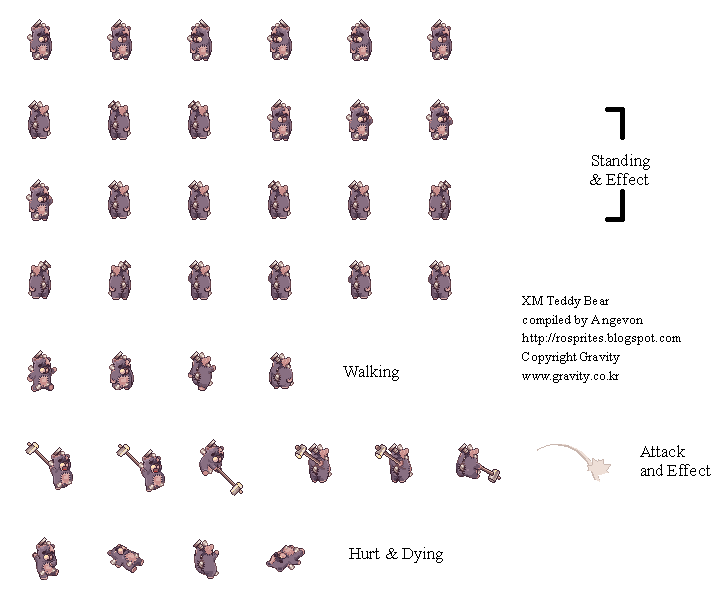 Standing
& Effect
XM Teddy Bear
compiled by Angevon
http://rosprites.blogspot.com
Copyright Gravity
www.gravity.co.kr
Walking
Attack
and Effect
Hurt & Dying